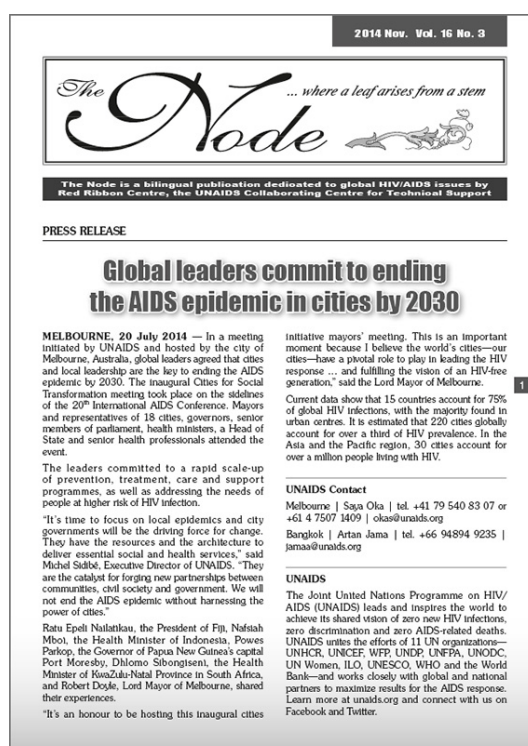 2014 Nov. Vol. 16 No. 3
The
Node
... where a leaf arises from a stem
The Node is a bilingual publication dedicated to global HIV/AIDS issues by
Red Ribbon Centre, the UNAIDS Collaborating Centre for Technical Support
PRESS RELEASE
Global leaders commit to ending
the AIDS epidemic in cities by 2030
MELBOURNE, 20 July 2014 — In a meeting
initiated by UNAIDS and hosted by the city of
Melbourne, Australia, global leaders agreed that cities
and local leadership are the key to ending the AIDS
epidemic by 2030. The inaugural Cities for Social
Transformation meeting took place on the sidelines
of the 20th International AIDS Conference. Mayors
and representatives of 18 cities, governors, senior
members of parliament, health ministers, a Head of
State and senior health professionals attended the
event.
The leaders committed to a rapid scale-up
of prevention, treatment, care and support
programmes, as well as addressing the needs of
people at higher risk of HIV infection.
“It’s time to focus on local epidemics and city
governments will be the driving force for change.
They have the resources and the architecture to
deliver essential social and health services,” said
Michel Sidibé, Executive Director of UNAIDS. “They
are the catalyst for forging new partnerships between
communities, civil society and government. We will
not end the AIDS epidemic without harnessing the
power of cities.”
Ratu Epeli Nailatikau, the President of Fiji, Nafsiah
Mboi, the Health Minister of Indonesia, Powes
Parkop, the Governor of Papua New Guinea’s capital
Port Moresby, Dhlomo Sibongiseni, the Health
Minister of KwaZulu-Natal Province in South Africa,
and Robert Doyle, Lord Mayor of Melbourne, shared
their experiences.
“It’s an honour to be hosting this inaugural cities
initiative mayors’ meeting. This is an important
moment because I believe the world’s cities—our
cities—have a pivotal role to play in leading the HIV
response ... and fulfilling the vision of an HIV-free
generation,” said the Lord Mayor of Melbourne.
Current data show that 15 countries account for 75%
of global HIV infections, with the majority found in
urban centres. It is estimated that 220 cities globally
account for over a third of HIV prevalence. In the
Asia and the Pacific region, 30 cities account for
over a million people living with HIV.
UNAIDS Contact
Melbourne | Saya Oka | tel. +41 79 540 83 07 or
+61 4 7507 1409 | okas@unaids.org
Bangkok | Artan Jama | tel. +66 94894 9235 |
jamaa@unaids.org
UNAIDS
The Joint United Nations Programme on HIV/
AIDS (UNAIDS) leads and inspires the world to
achieve its shared vision of zero new HIV infections,
zero discrimination and zero AIDS-related deaths.
UNAIDS unites the efforts of 11 UN organizations—
UNHCR, UNICEF, WFP, UNDP, UNFPA, UNODC,
UN Women, ILO, UNESCO, WHO and the World
Bank—and works closely with global and national
partners to maximize results for the AIDS response.
Learn more at unaids.org and connect with us on
Facebook and Twitter.
1